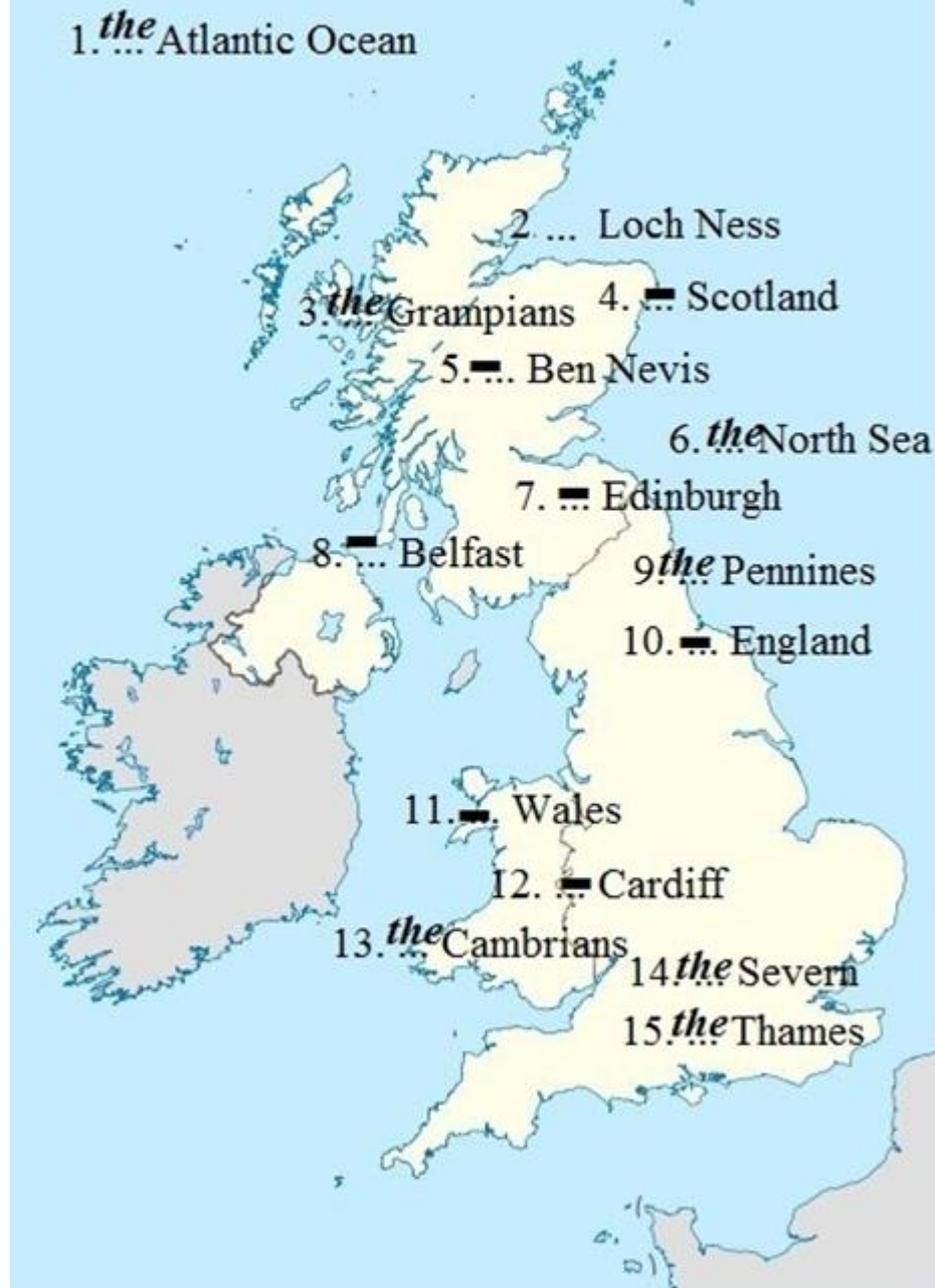 1. the ... Atlantic Ocean
2 ... Loch Ness
3. the ... Grampians
4. – ... Scotland
5. – ... Ben Nevis
6. the ... North Sea
7. – ... Edinburgh
8. – ... Belfast
9. the ... Pennines
10. – ... England
11. – ... Wales
12. – ... Cardiff
13. the ... Cambrians
14. the ... Severn
15. the ... Thames